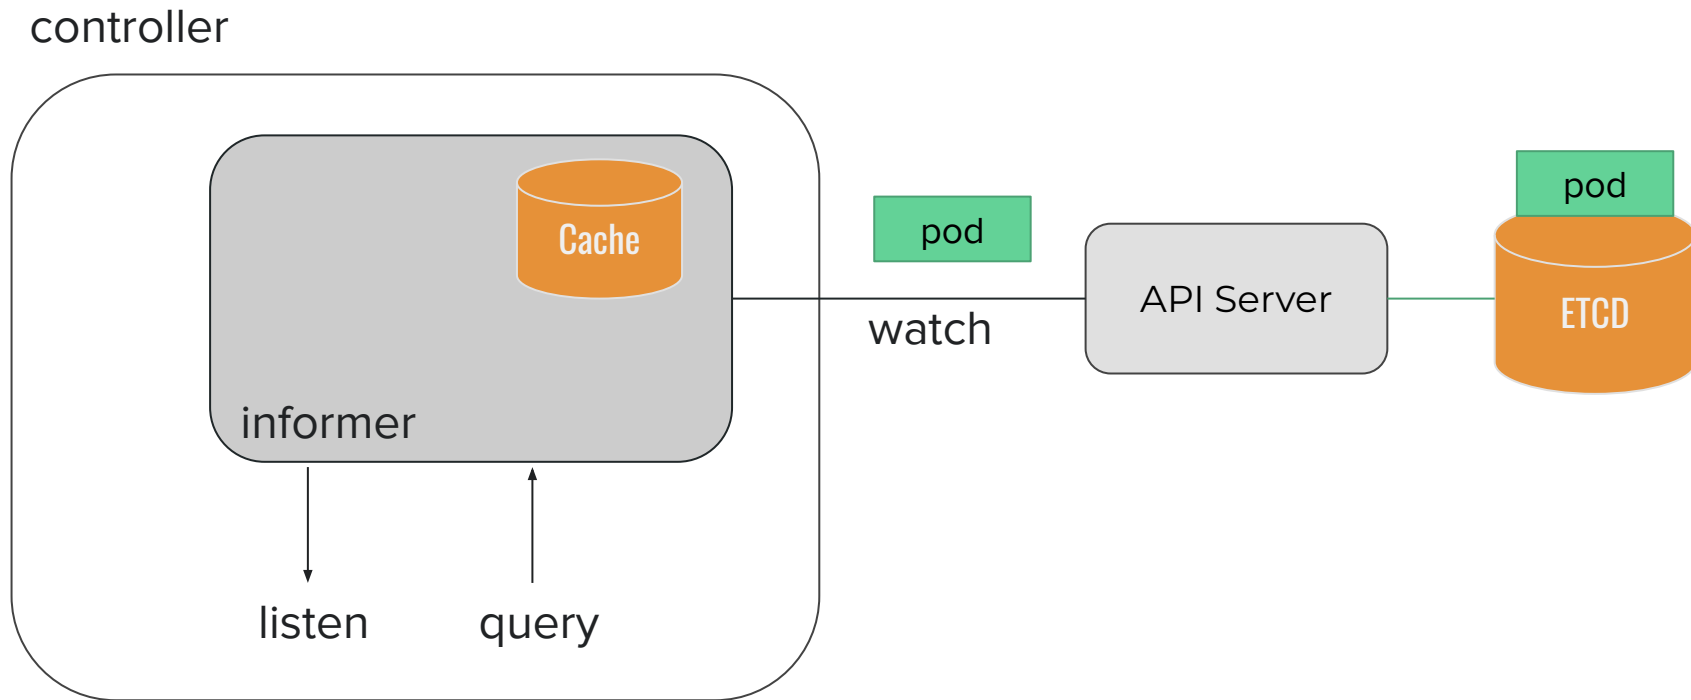 controller
Cache
informer
listen
query
pod
watch
API Server
pod
ETCD